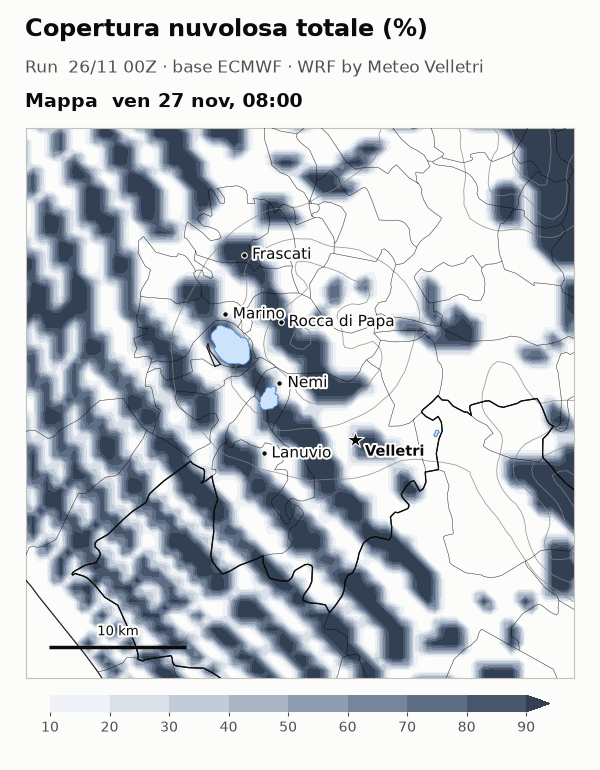 Copertura nuvolosa totale (%)
Run  26/11 00Z · base ECMWF · WRF by Meteo Velletri
Mappa  ven 27 nov, 08:00
Frascati
Marino
Rocca di Papa
Nemi
Velletri
Lanuvio
10 km
10 20 30 40 50 60 70 80 90